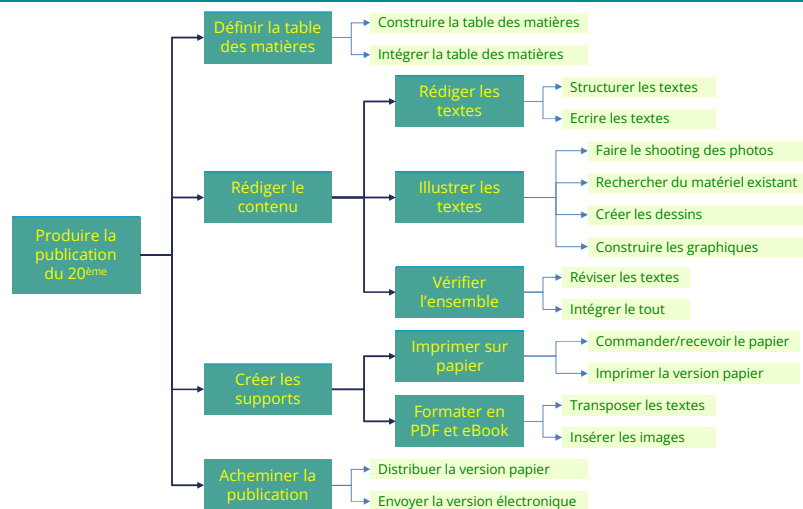 Définir la table
des matières
Construire la table des matières
Intégrer la table des matières
Rédiger les
textes
Structurer les textes
Ecrire les textes
Faire le shooting des photos
Rédiger le
contenu
Illustrer les
textes
Rechercher du matériel existant
Créer les dessins
Construire les graphiques
Produire la
publication
du 20ème
Vérifier
l'ensemble
Réviser les textes
Intégrer le tout
Imprimer sur
papier
Commander/recevoir le papier
Imprimer la version papier
Créer les
supports
Formater en
PDF et eBook
Transposer les textes
Insérer les images
Acheminer la
publication
Distribuer la version papier
Envoyer la version électronique